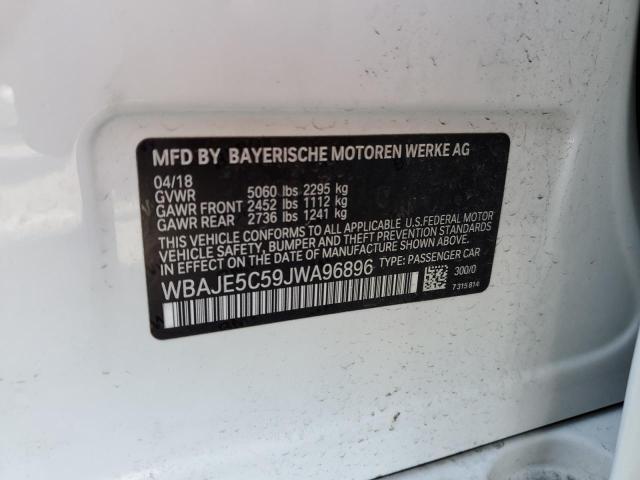 MFD BY BAYERISCHE MOTOREN WERKE AG
04/18
GVWR 5060 lbs 2295 kg
GAWR FRONT 2452 lbs 1112 kg
GAWR REAR 2736 lbs 1241 kg
THIS VEHICLE CONFORMS TO ALL APPLICABLE U.S.FEDERAL MOTOR
VEHICLE SAFETY, BUMPER AND THEFT PREVENTION STANDARDS
IN EFFECT ON THE DATE OF MANUFACTURE SHOWN ABOVE.
WBAJE5C59JWA96896 TYPE: PASSENGER CAR
300/0
7315814